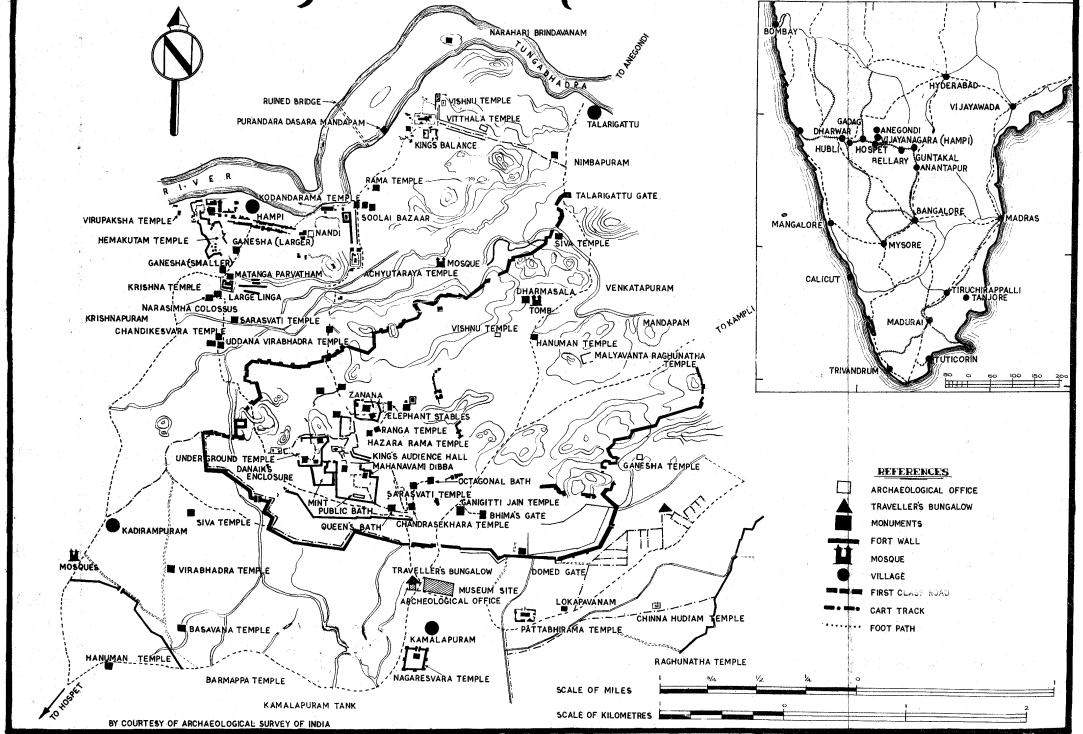 N
NARAHARI BRINDAVANAM
TUNGABHADRA
TO ANEGONDI
RUINED BRIDGE
VISHNU TEMPLE
PURANDARA DASARA MANDAPAM
VITTHALA TEMPLE
TALARIGATTU
KING'S BALANCE
NIMBAPURAM
RIVER
RAMA TEMPLE
KODANDARAMA TEMPLE
TALARIGATTU GATE
VIRUPAKSHA TEMPLE
HAMPI
SOOLAI BAZAAR
NANDI
HEMAKUTAM TEMPLE
GANESHA (LARGER)
SIVA TEMPLE
GANESHA (SMALLER)
MOSQUE
MATANGA PARVATHAM
ACHYUTARAYA TEMPLE
KRISHNA TEMPLE
DHARMASALA
VENKATAPURAM
LARGE LINGA
NARASIMHA COLOSSUS
TOMB
KRISHNAPURAM
SARASVATI TEMPLE
MANDAPAM
TO KAMPLI
CHANDIKESVARA TEMPLE
VISHNU TEMPLE
UDDANA VIRABHADRA TEMPLE
HANUMAN TEMPLE
MALYAVANTA RAGHUNATHA
TEMPLE
ZANANA
ELEPHANT STABLES
RANGA TEMPLE
HAZARA RAMA TEMPLE
KING'S AUDIENCE HALL
UNDERGROUND TEMPLE
MAHANAVAMI DIBBA
GANESHA TEMPLE
DANAIK'S
ENCLOSURE
OCTAGONAL BATH
SARASVATI TEMPLE
MINT
GANIGITTI JAIN TEMPLE
PUBLIC BATH
BHIMA'S GATE
SIVA TEMPLE
QUEEN'S BATH
CHANDRASEKHARA TEMPLE
KADIRAMPURAM
MOSQUES
VIRABHADRA TEMPLE
TRAVELLER'S BUNGALOW
DOMED GATE
MUSEUM SITE
ARCHEOLOGICAL OFFICE
LOKAPAVANAM
CHINNA HUDIAM TEMPLE
BASAVANA TEMPLE
KAMALAPURAM
PATTABHIRAMA TEMPLE
HANUMAN TEMPLE
RAGHUNATHA TEMPLE
BARMAPPA TEMPLE
NAGARESVARA TEMPLE
TO HOSPET
KAMALAPURAM TANK
BY COURTESY OF ARCHAEOLOGICAL SURVEY OF INDIA
BOMBAY
HYDERABAD
VIJAYAWADA
GADAG
ANEGONDI
DHARWAR
VIJAYANAGARA (HAMPI)
HUBLI
HOSPET
GUNTAKAL
BELLARY
ANANTAPUR
BANGALORE
MADRAS
MANGALORE
MYSORE
CALICUT
TIRUCHIRAPPALLI
TANJORE
MADURAI
TUTICORIN
TRIVANDRUM
50 0 50 100 150 200
REFERENCES
ARCHAEOLOGICAL OFFICE
TRAVELLER'S BUNGALOW
MONUMENTS
FORT WALL
MOSQUE
VILLAGE
FIRST CLASS ROAD
CART TRACK
FOOT PATH
SCALE OF MILES
1 3/4 1/2 1/4 0 1
SCALE OF KILOMETRES
1 0 1 2